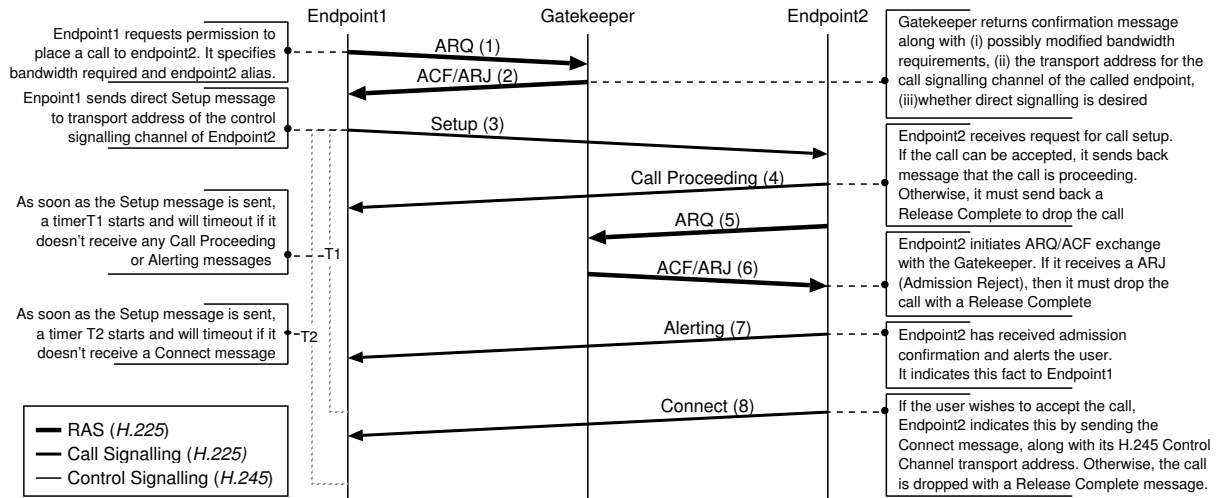 Endpoint1
Gatekeeper
Endpoint2
Endpoint1 requests permission to
place a call to endpoint2. It specifies
bandwidth required and endpoint2 alias.
ARQ (1)
Gatekeeper returns confirmation message
along with (i) possibly modified bandwidth
requirements, (ii) the transport address for the
call signalling channel of the called endpoint,
(iii)whether direct signalling is desired
ACF/ARJ (2)
Enpoint1 sends direct Setup message
to transport address of the control
signalling channel of Endpoint2
Setup (3)
Endpoint2 receives request for call setup.
If the call can be accepted, it sends back
message that the call is proceeding.
Otherwise, it must send back a
Release Complete to drop the call
Call Proceeding (4)
As soon as the Setup message is sent,
a timerT1 starts and will timeout if it
doesn't receive any Call Proceeding
or Alerting messages
T1
ARQ (5)
ACF/ARJ (6)
Endpoint2 initiates ARQ/ACF exchange
with the Gatekeeper. If it receives a ARJ
(Admission Reject), then it must drop the
call with a Release Complete
As soon as the Setup message is sent,
a timer T2 starts and will timeout if it
doesn't receive a Connect message
T2
Alerting (7)
Endpoint2 has received admission
confirmation and alerts the user.
It indicates this fact to Endpoint1
Connect (8)
If the user wishes to accept the call,
Endpoint2 indicates this by sending the
Connect message, along with its H.245 Control
Channel transport address. Otherwise, the call
is dropped with a Release Complete message.
RAS (H.225)
Call Signalling (H.225)
Control Signalling (H.245)